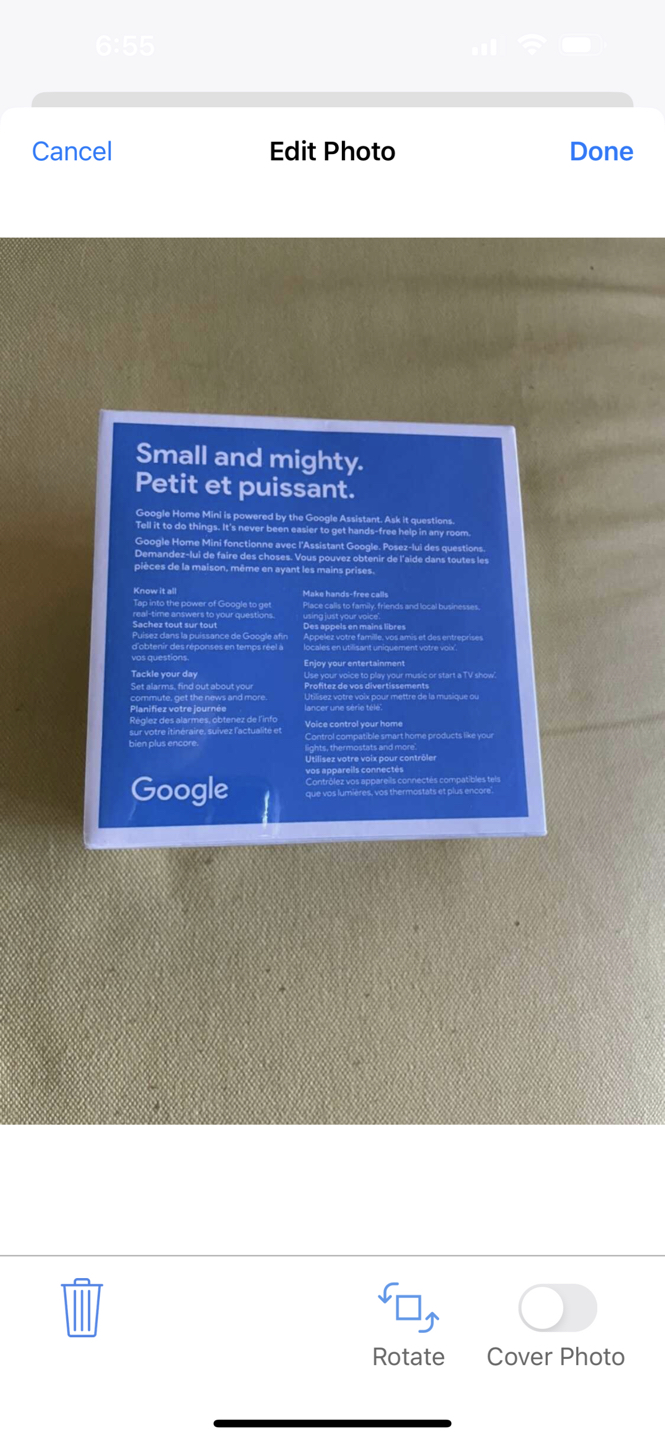 6:55
Cancel
Edit Photo
Done
Small and mighty.
Petit et puissant.
Google Home Mini is powered by the Google Assistant. Ask it questions.
Tell it to do things. It's never been easier to get hands-free help in any room.
Google Home Mini fonctionne avec l'Assistant Google. Posez-lui des questions.
Demandez-lui de faire des choses. Vous pouvez obtenir de l'aide dans toutes les
pièces de la maison, même en ayant les mains prises.
Know it all
Tap into the power of Google to get
real-time answers to your questions.
Sachez tout sur tout
Puisez dans la puissance de Google afin
d'obtenir des réponses en temps réel à
vos questions.
Tackle your day
Set alarms, find out about your
commute, get the news and more.
Planifiez votre journée
Réglez des alarmes, obtenez de l'info
sur votre itinéraire, suivez l'actualité et
bien plus encore.
Make hands-free calls
Place calls to family, friends and local businesses,
using just your voice.
Des appels en mains libres
Appelez votre famille, vos amis et des entreprises
locales en utilisant uniquement votre voix.
Enjoy your entertainment
Use your voice to play your music or start a TV show.
Profitez de vos divertissements
Utilisez votre voix pour mettre de la musique ou
lancer une série télé.
Voice control your home
Control compatible smart home products like your
lights, thermostats and more.
Utilisez votre voix pour contrôler
vos appareils connectés
Contrôlez vos appareils connectés compatibles tels
que vos lumières, vos thermostats et plus encore.
Google
Rotate
Cover Photo